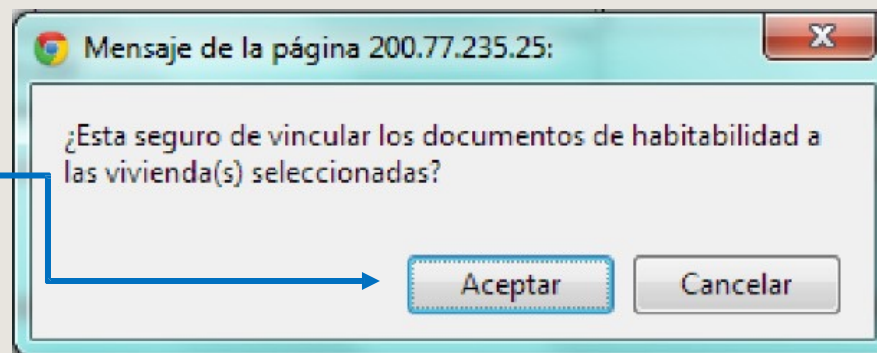 Mensaje de la página 200.77.235.25:
¿Esta seguro de vincular los documentos de habitabilidad a
las vivienda(s) seleccionadas?
Aceptar
Cancelar